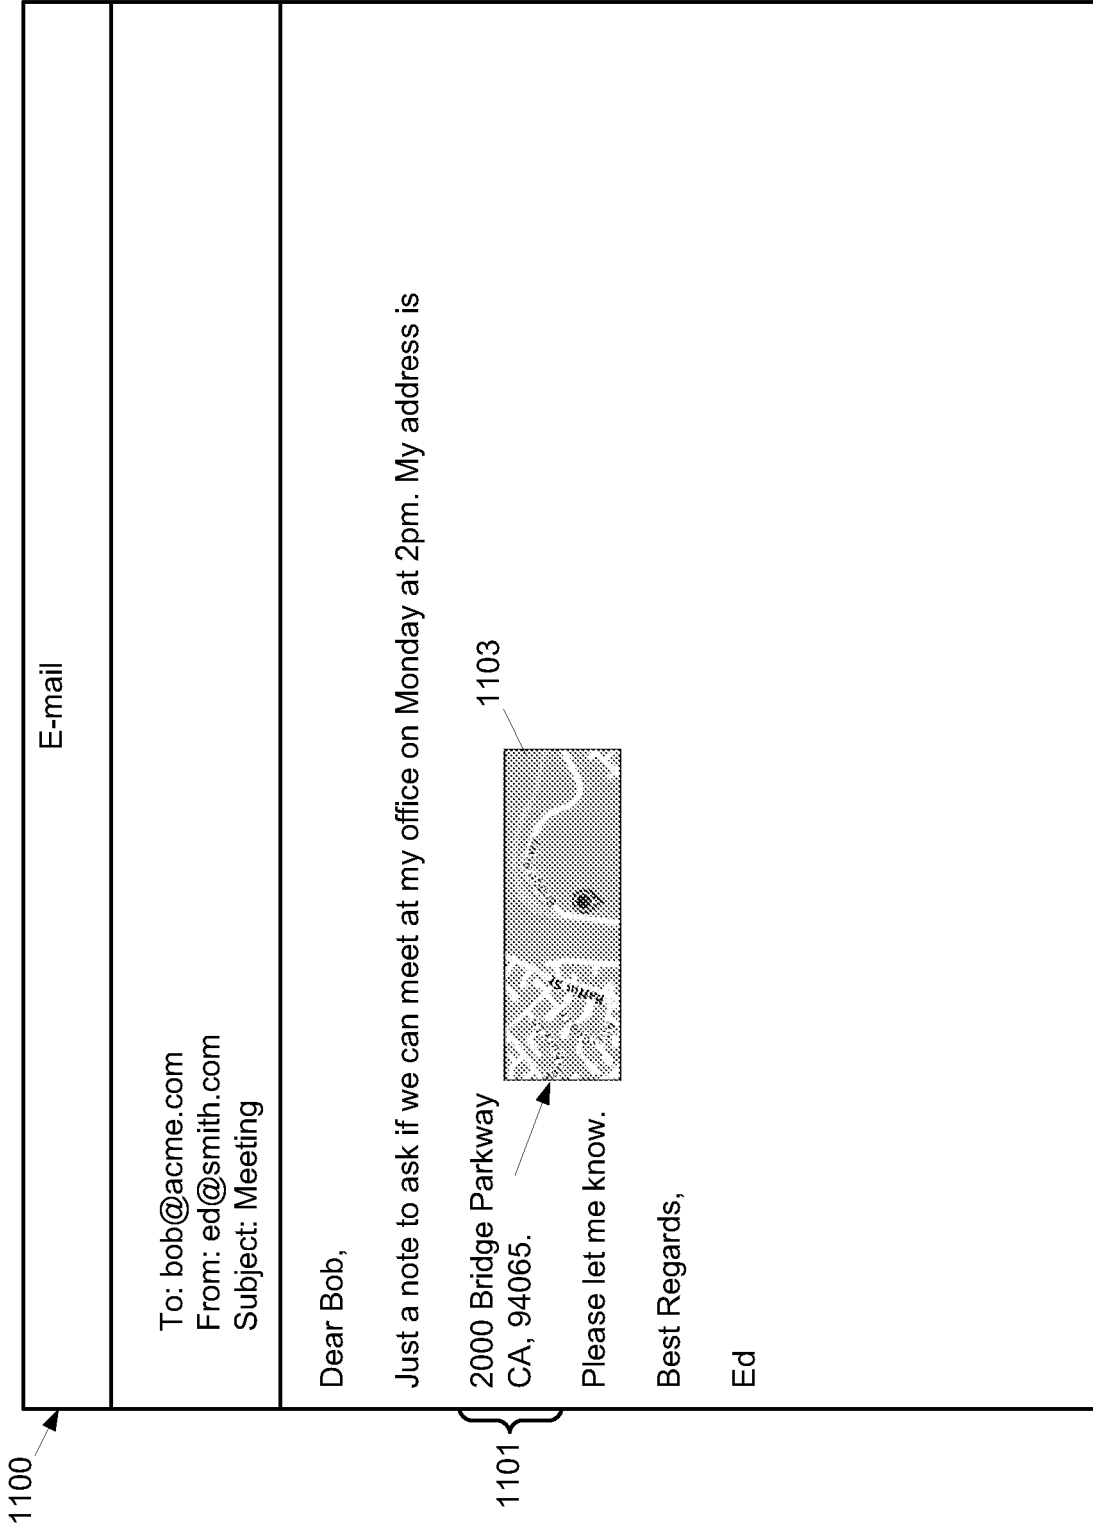 1100
E-mail
To: bob@acme.com
From: ed@smith.com
Subject: Meeting
Dear Bob,
Just a note to ask if we can meet at my office on Monday at 2pm. My address is
1101
2000 Bridge Parkway
CA, 94065.
1103
Please let me know.
Best Regards,
Ed